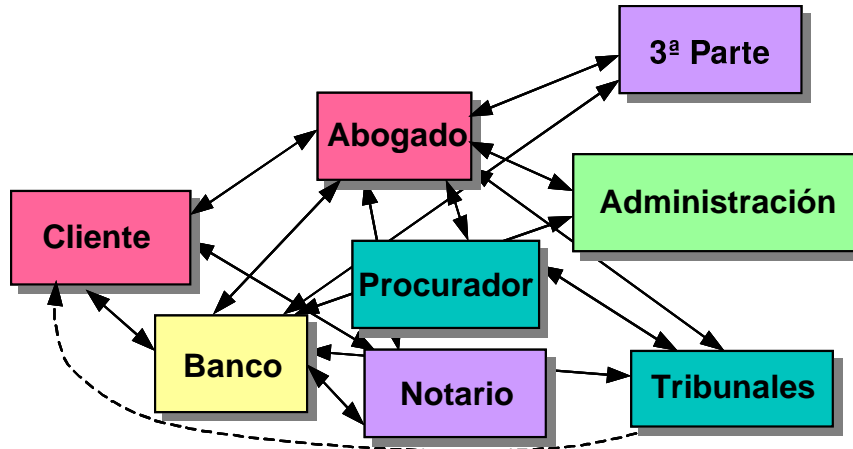 3ª Parte
Abogado
Administración
Cliente
Procurador
Banco
Notario
Tribunales